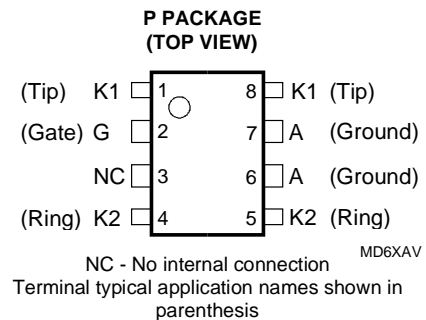 P PACKAGE
(TOP VIEW)
(Tip) K1 1 8 K1 (Tip)
(Gate) G 2 7 A (Ground)
NC 3 6 A (Ground)
(Ring) K2 4 5 K2 (Ring)
MD6XAV
NC - No internal connection
Terminal typical application names shown in
parenthesis